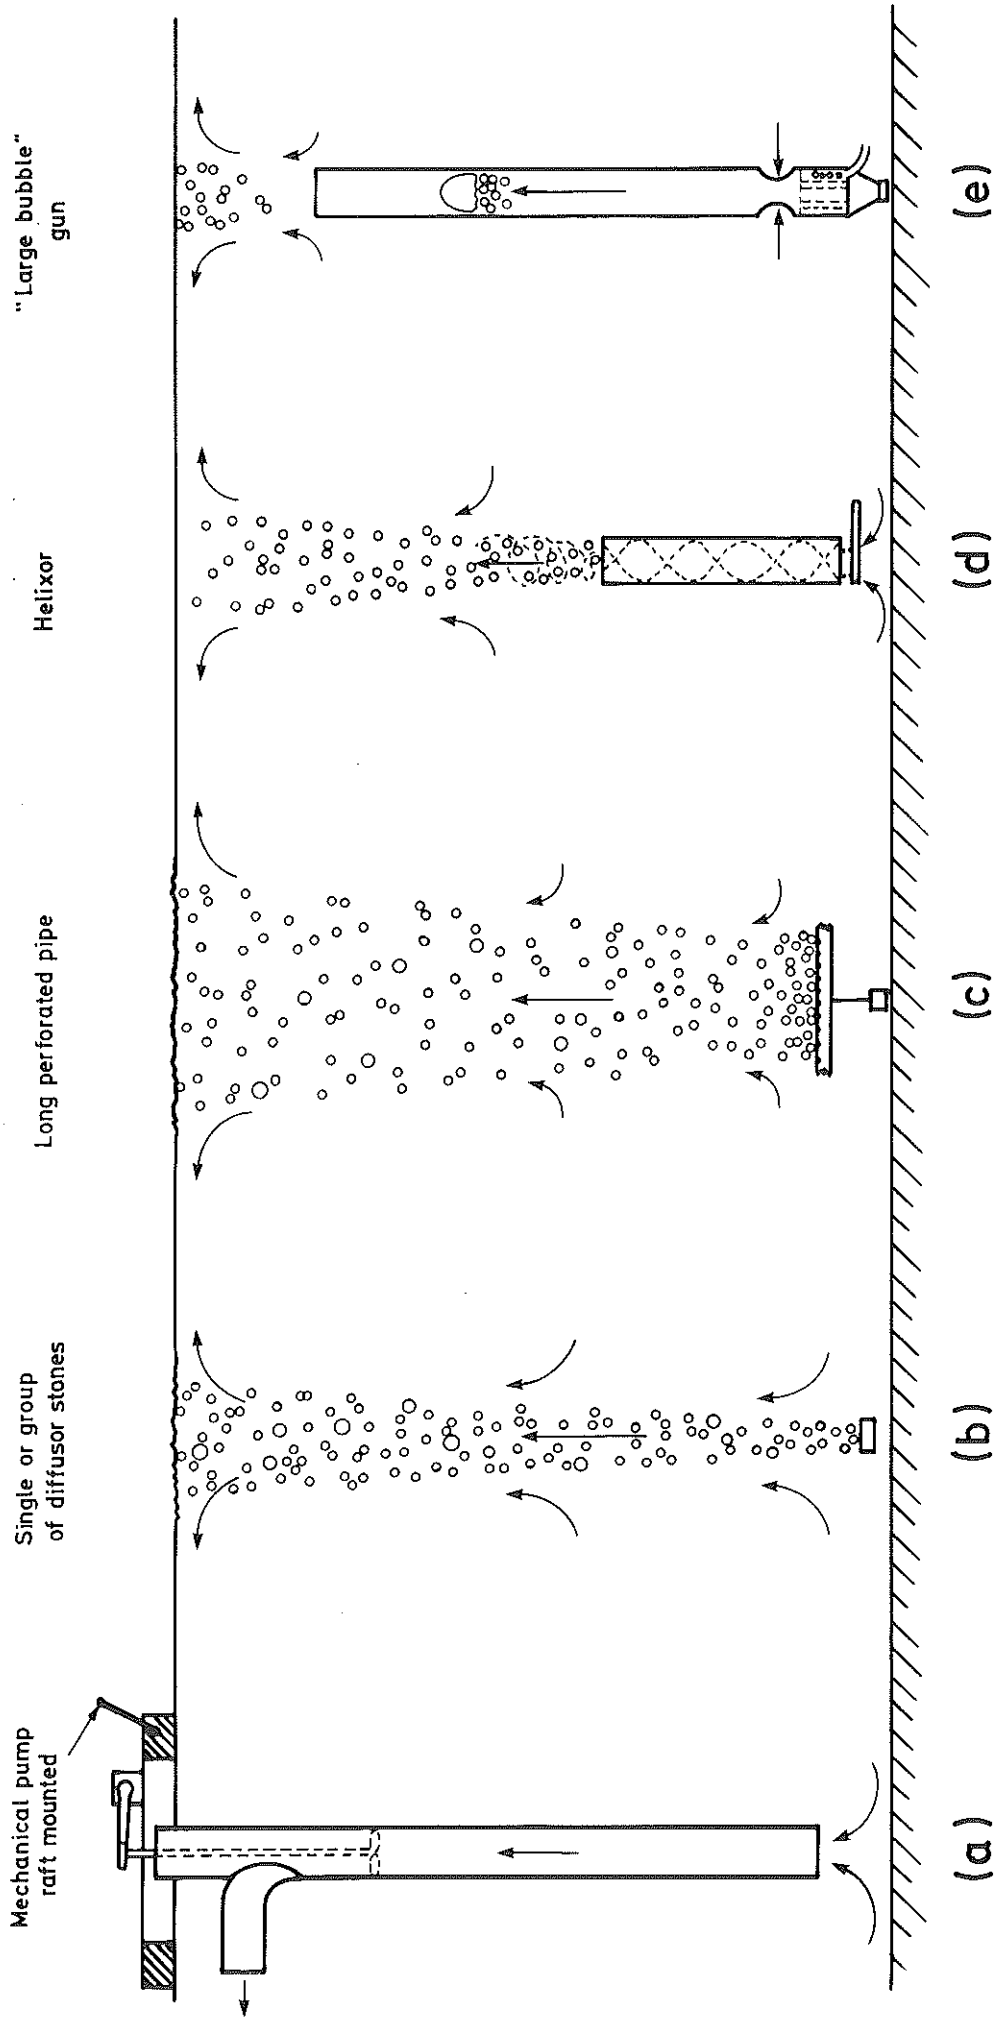 Mechanical pump
raft mounted
Single or group
of diffusor stones
Long perforated pipe
Helixor
"Large bubble"
gun
(a)
(b)
(c)
(d)
(e)